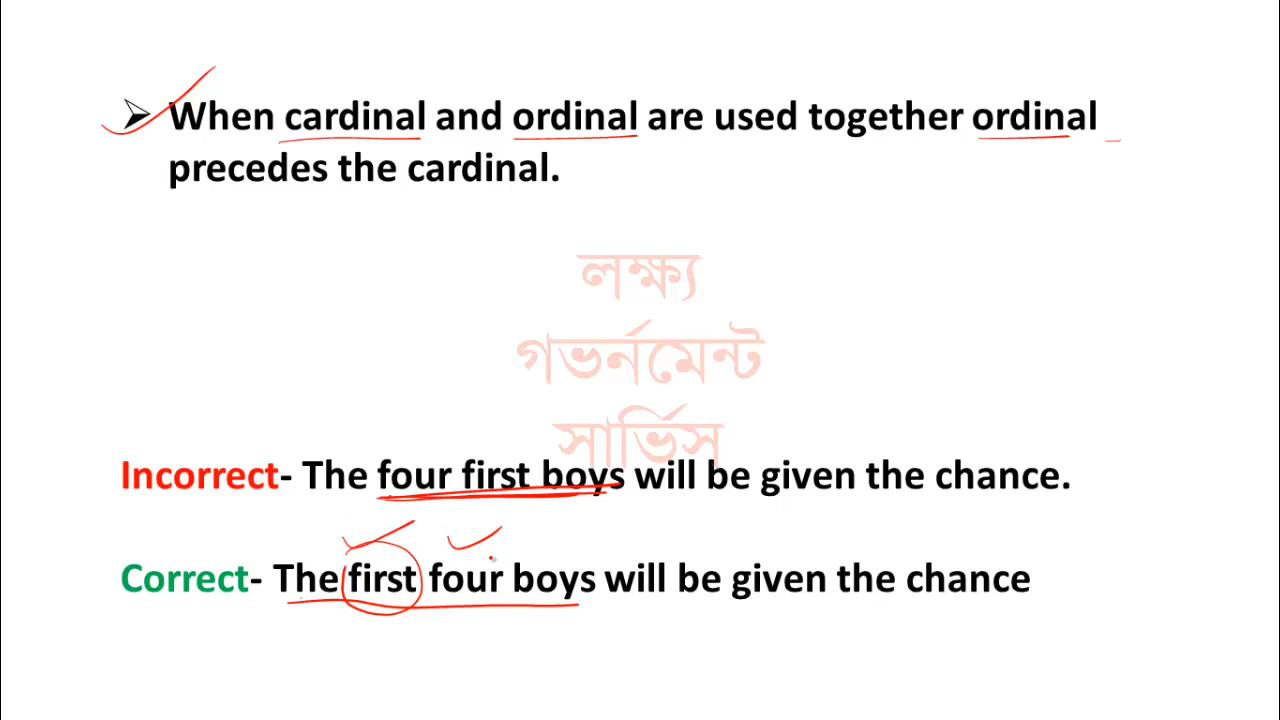 When cardinal and ordinal are used together ordinal
precedes the cardinal.
লক্ষ্য
গভর্নমেন্ট
সার্ভিস
Incorrect- The four first boys will be given the chance.
Correct- The first four boys will be given the chance